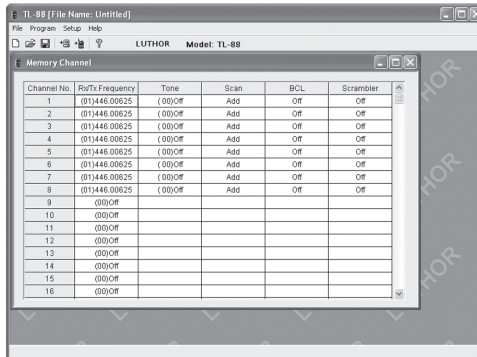 TL-88 [File Name: Untitled]
File Program Setup Help
LUTHOR Model: TL-88
Memory Channel
Channel No. Rx/Tx Frequency Tone Scan BCL Scrambler
1 (01)446.00625 ( 00)Off Add Off Off
2 (01)446.00625 ( 00)Off Add Off Off
3 (01)446.00625 ( 00)Off Add Off Off
4 (01)446.00625 ( 00)Off Add Off Off
5 (01)446.00625 ( 00)Off Add Off Off
6 (01)446.00625 ( 00)Off Add Off Off
7 (01)446.00625 ( 00)Off Add Off Off
8 (01)446.00625 ( 00)Off Add Off Off
9 (00)Off
10 (00)Off
11 (00)Off
12 (00)Off
13 (00)Off
14 (00)Off
15 (00)Off
16 (00)Off